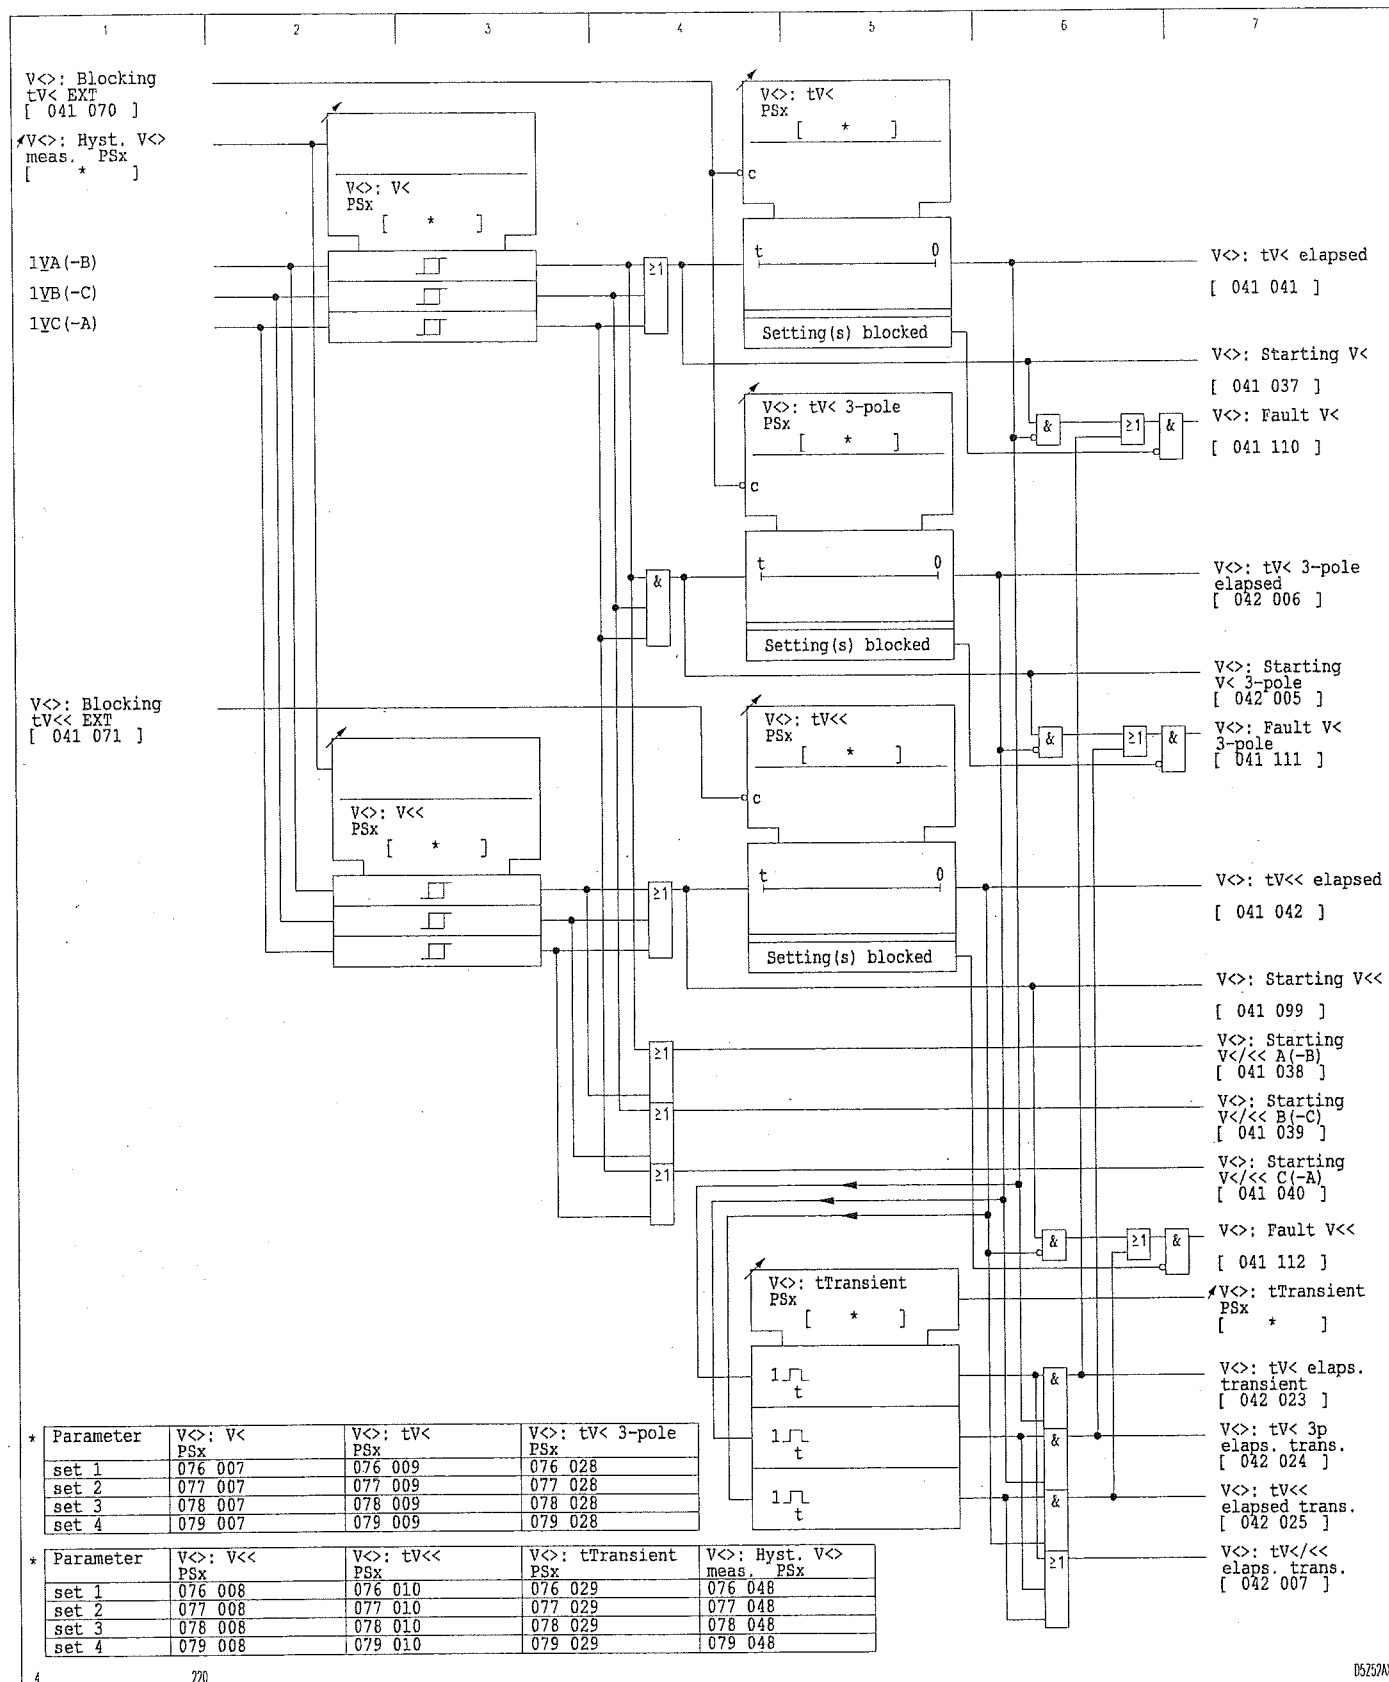 1 2 3 4 5 6 7
V<>: Blocking
tV< EXT
[ 041 070 ]
V<>: Hyst. V<>
meas. PSx
[ * ]
V<>: V<
PSx
[ * ]
V<>: tV<
PSx
[ * ]
c
1VA(-B)
1VB(-C)
1VC(-A)
≥1
t 0
Setting(s) blocked
V<>: tV< elapsed
[ 041 041 ]
V<>: Starting V<
[ 041 037 ]
V<>: Fault V<
[ 041 110 ]
& ≥1 &
V<>: tV< 3-pole
PSx
[ * ]
c
&
t 0
Setting(s) blocked
V<>: tV< 3-pole
elapsed
[ 042 006 ]
V<>: Starting
V< 3-pole
[ 042 005 ]
V<>: Fault V<
3-pole
[ 041 111 ]
& ≥1 &
V<>: Blocking
tV<< EXT
[ 041 071 ]
V<>: V<<
PSx
[ * ]
V<>: tV<<
PSx
[ * ]
c
≥1
t 0
Setting(s) blocked
V<>: tV<< elapsed
[ 041 042 ]
V<>: Starting V<<
[ 041 099 ]
≥1
V<>: Starting
V</<< A(-B)
[ 041 038 ]
≥1
V<>: Starting
V</<< B(-C)
[ 041 039 ]
≥1
V<>: Starting
V</<< C(-A)
[ 041 040 ]
& ≥1 &
V<>: Fault V<<
[ 041 112 ]
V<>: tTransient
PSx
[ * ]
V<>: tTransient
PSx
[ * ]
1 t
&
V<>: tV< elaps.
transient
[ 042 023 ]
1 t
&
V<>: tV< 3p
elaps. trans.
[ 042 024 ]
1 t
&
V<>: tV<<
elapsed trans.
[ 042 025 ]
≥1
V<>: tV</<<
elaps. trans.
[ 042 007 ]
* Parameter V<>: V< PSx V<>: tV< PSx V<>: tV< 3-pole PSx
set 1 076 007 076 009 076 028
set 2 077 007 077 009 077 028
set 3 078 007 078 009 078 028
set 4 079 007 079 009 079 028
* Parameter V<>: V<< PSx V<>: tV<< PSx V<>: tTransient PSx V<>: Hyst. V<> meas. PSx
set 1 076 008 076 010 076 029 076 048
set 2 077 008 077 010 077 029 077 048
set 3 078 008 078 010 078 029 078 048
set 4 079 008 079 010 079 029 079 048
4 220